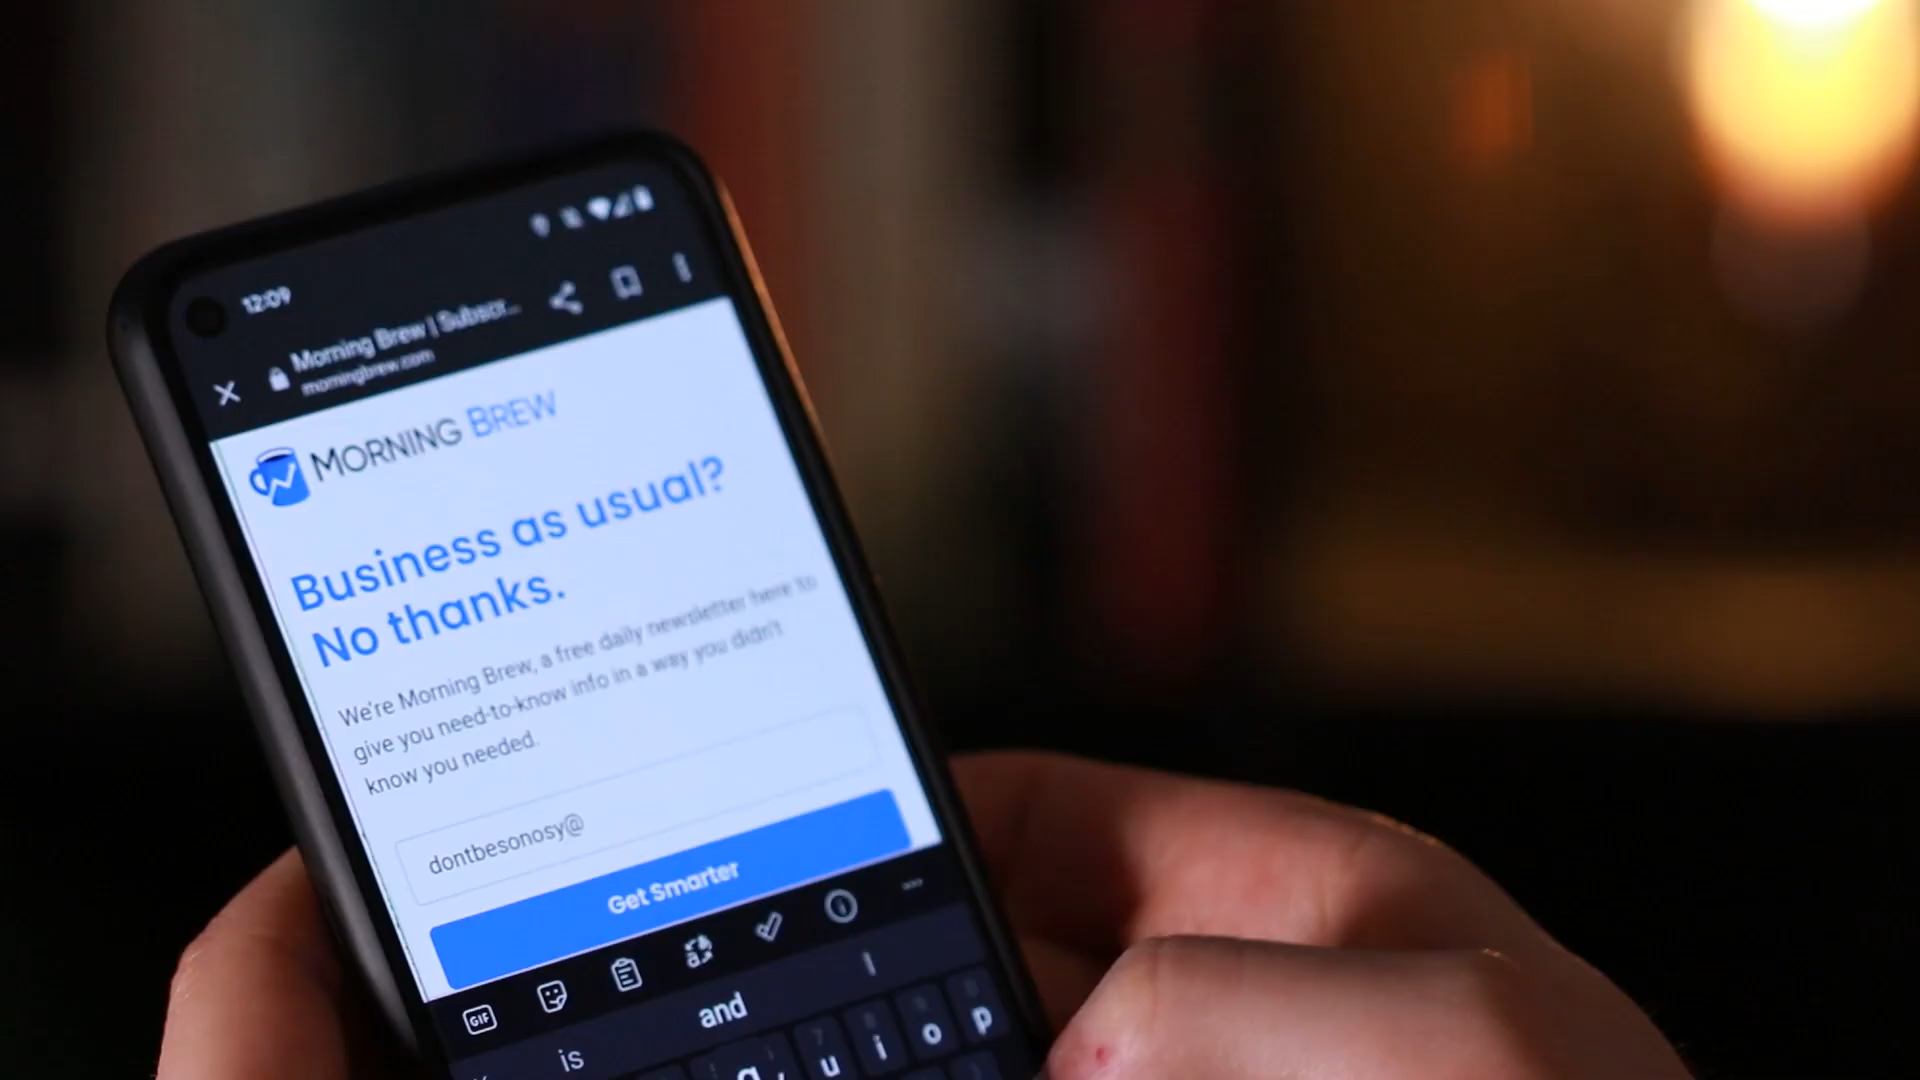 12:09
Morning Brew | Subscr...
morningbrew.com
MORNING BREW
Business as usual?
No thanks.
We're Morning Brew, a free daily newsletter here to
give you need-to-know info in a way you didn't
know you needed.
dontbesonosy@
Get Smarter
GIF
is and I
u i o p